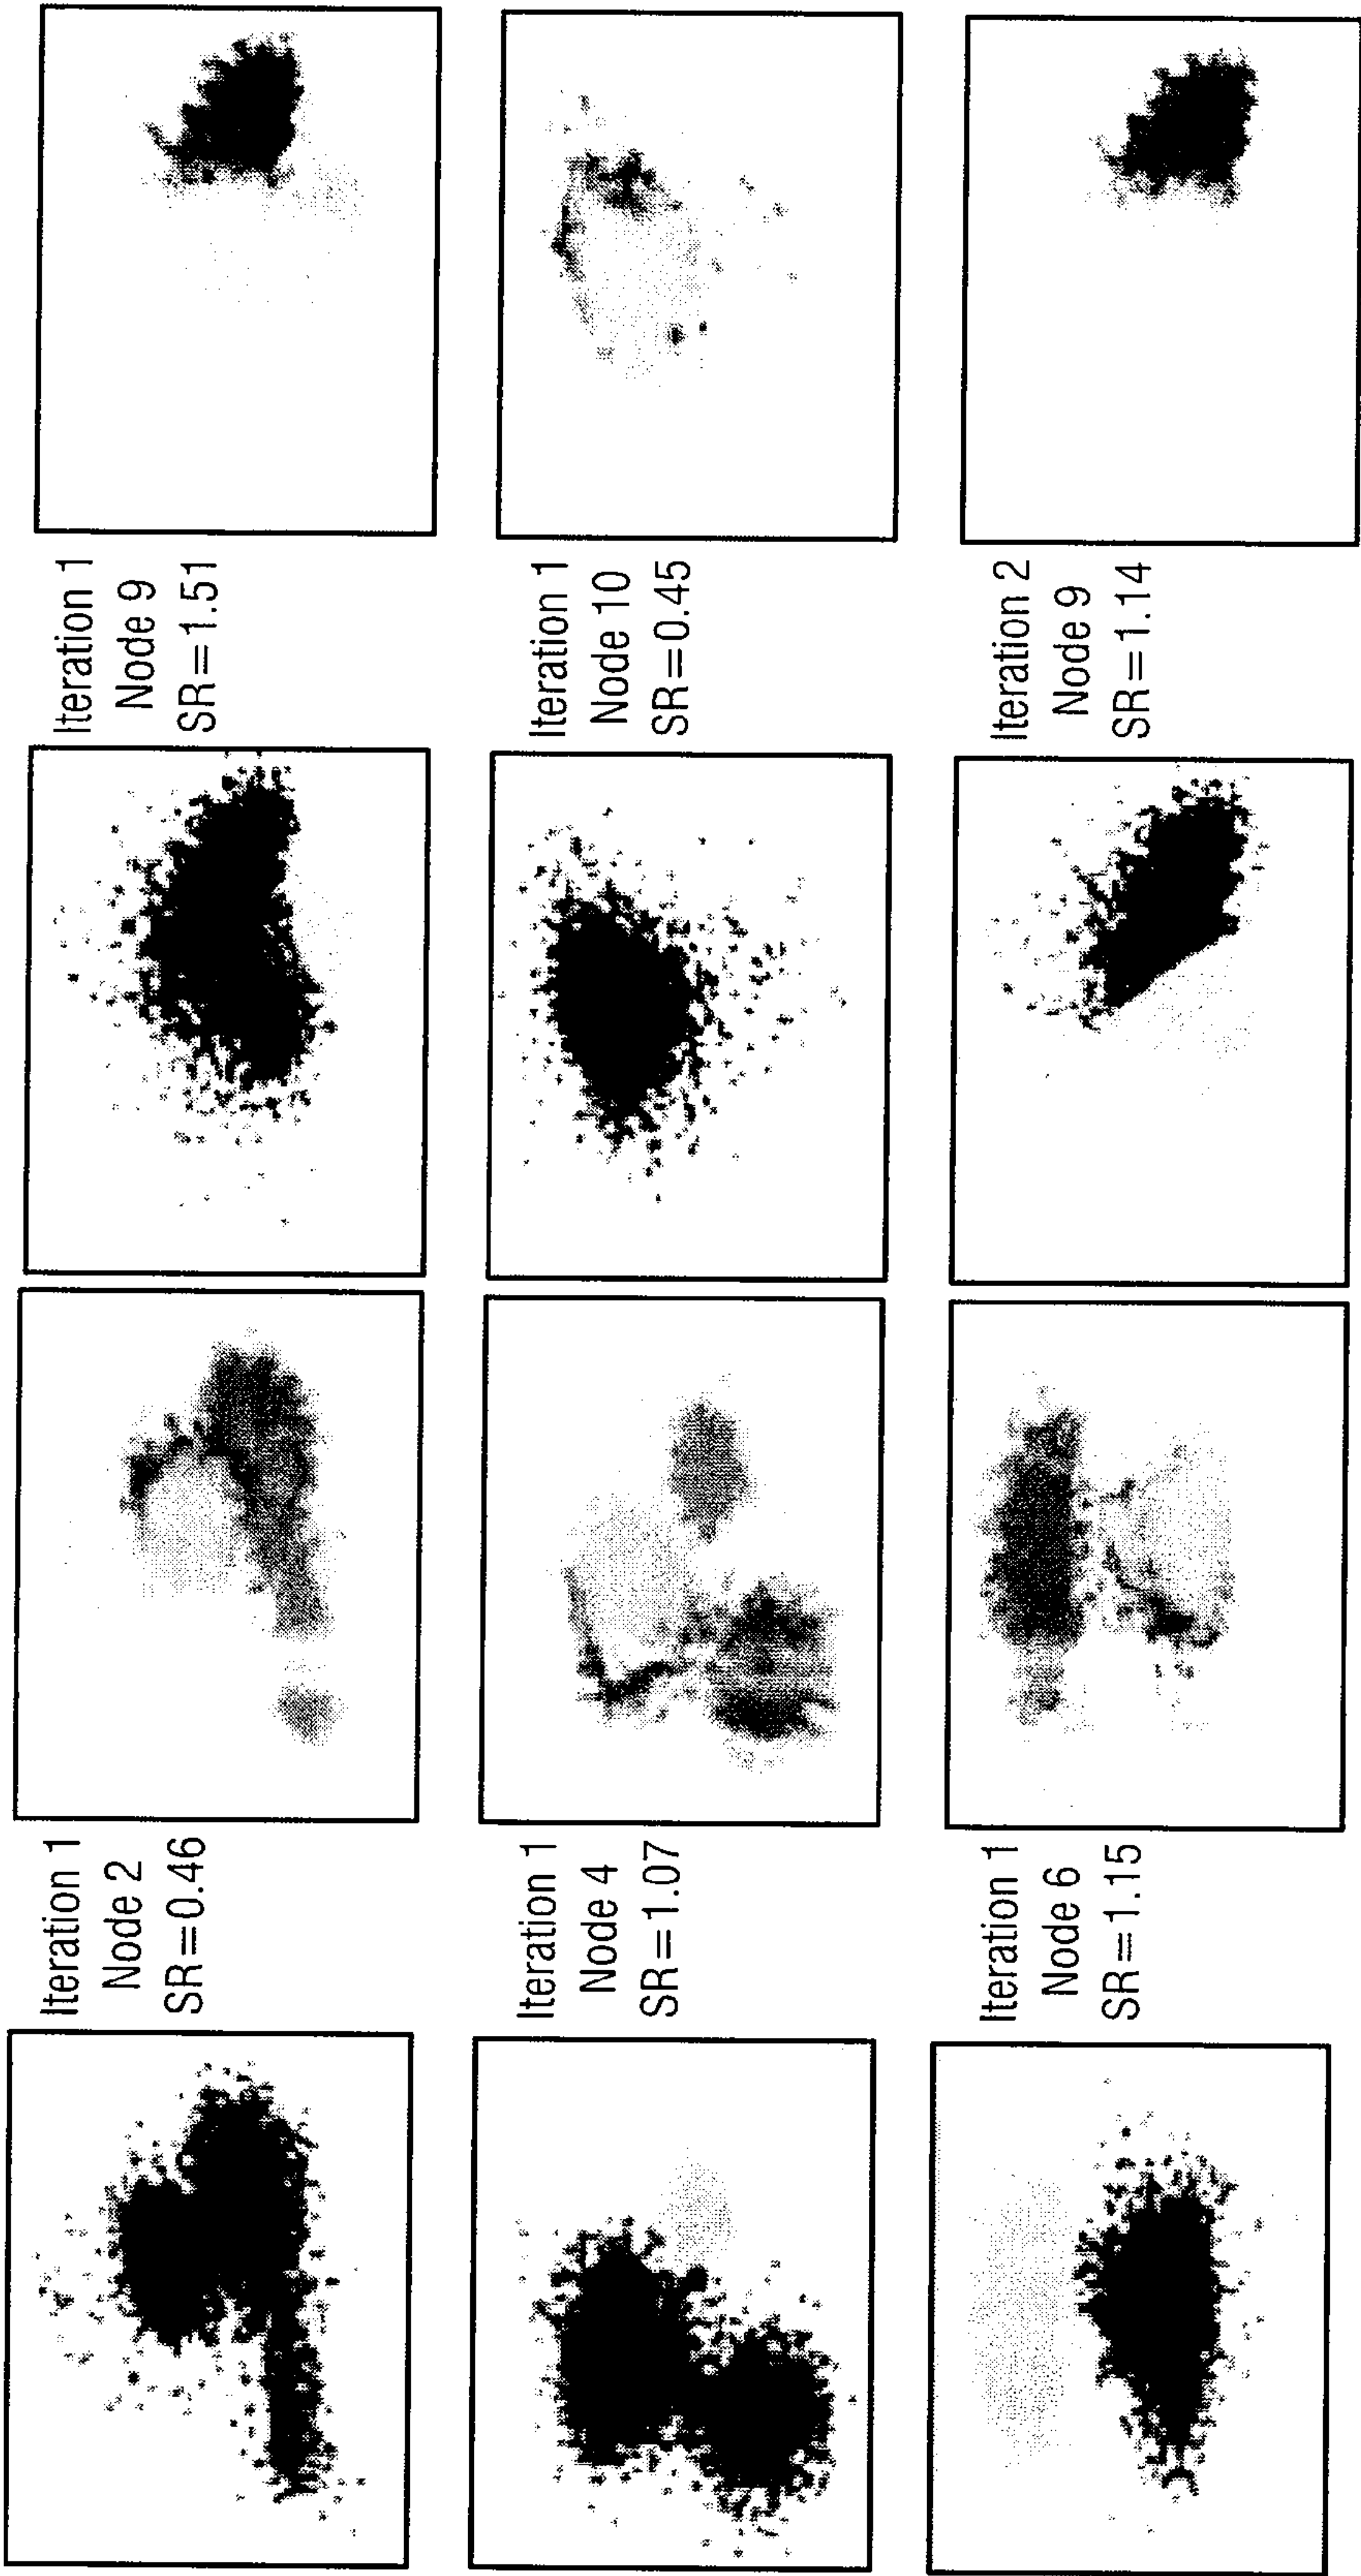 Iteration 1
Node 2
SR=0.46
Iteration 1
Node 4
SR=1.07
Iteration 1
Node 6
SR=1.15
Iteration 1
Node 9
SR=1.51
Iteration 1
Node 10
SR=0.45
Iteration 2
Node 9
SR=1.14